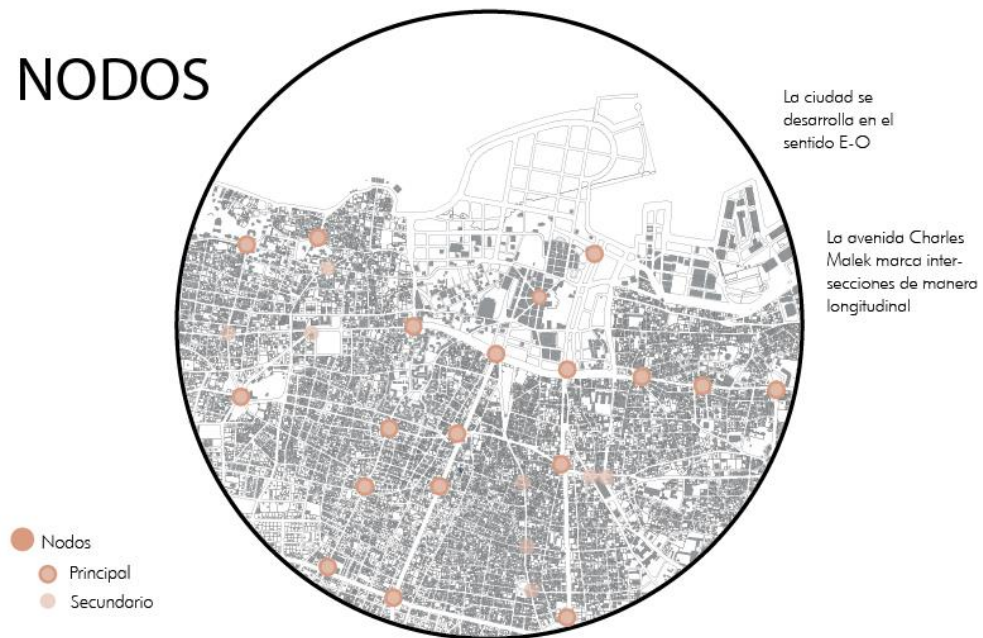 NODOS
La ciudad se
desarrolla en el
sentido E-O
La avenida Charles
Malek marca inter-
secciones de manera
longitudinal
Nodos
Principal
Secundario